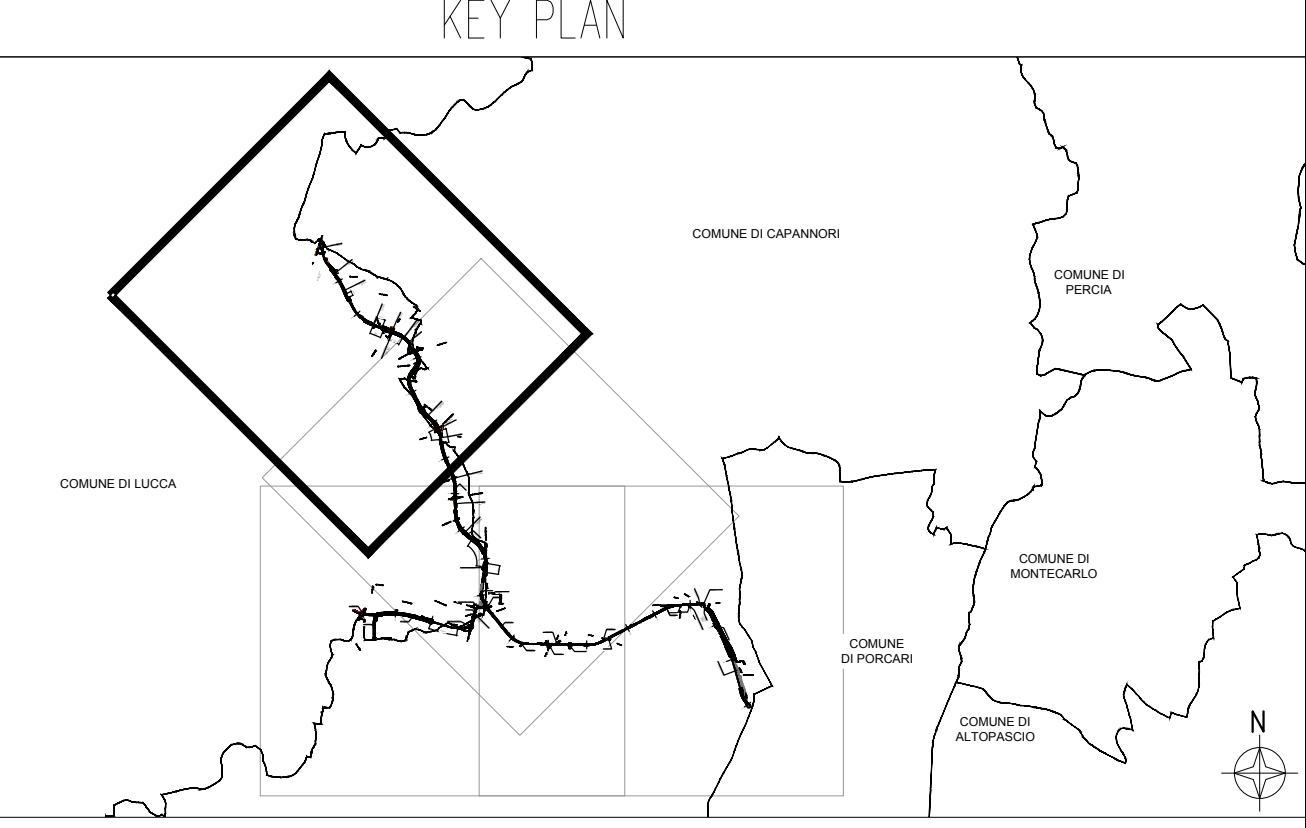 KEY PLAN
COMUNE DI CAPANNORI
COMUNE DI
PERCIA
COMUNE DI LUCCA
COMUNE DI
MONTECARLO
COMUNE
DI PORCARI
COMUNE DI
ALTOPASCIO
N